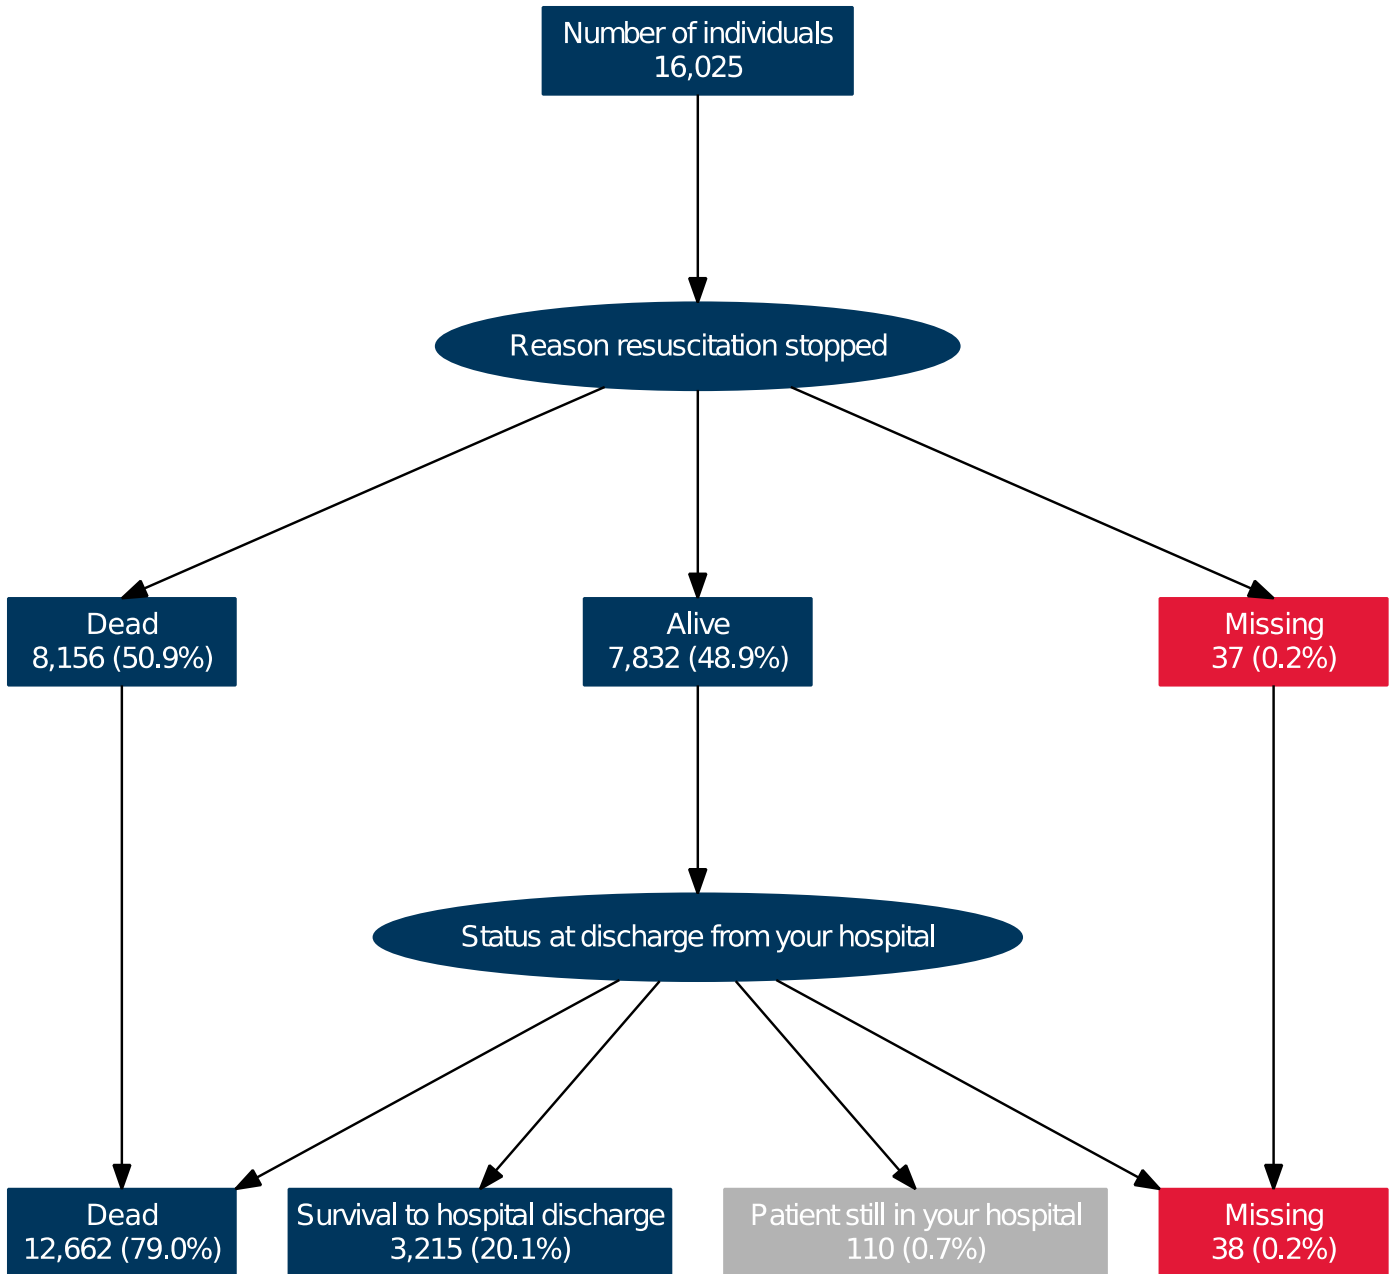 Number of individuals
16,025
Reason resuscitation stopped
Dead
8,156 (50.9%)
Alive
7,832 (48.9%)
Missing
37 (0.2%)
Status at discharge from your hospital
Dead
12,662 (79.0%)
Survival to hospital discharge
3,215 (20.1%)
Patient still in your hospital
110 (0.7%)
Missing
38 (0.2%)